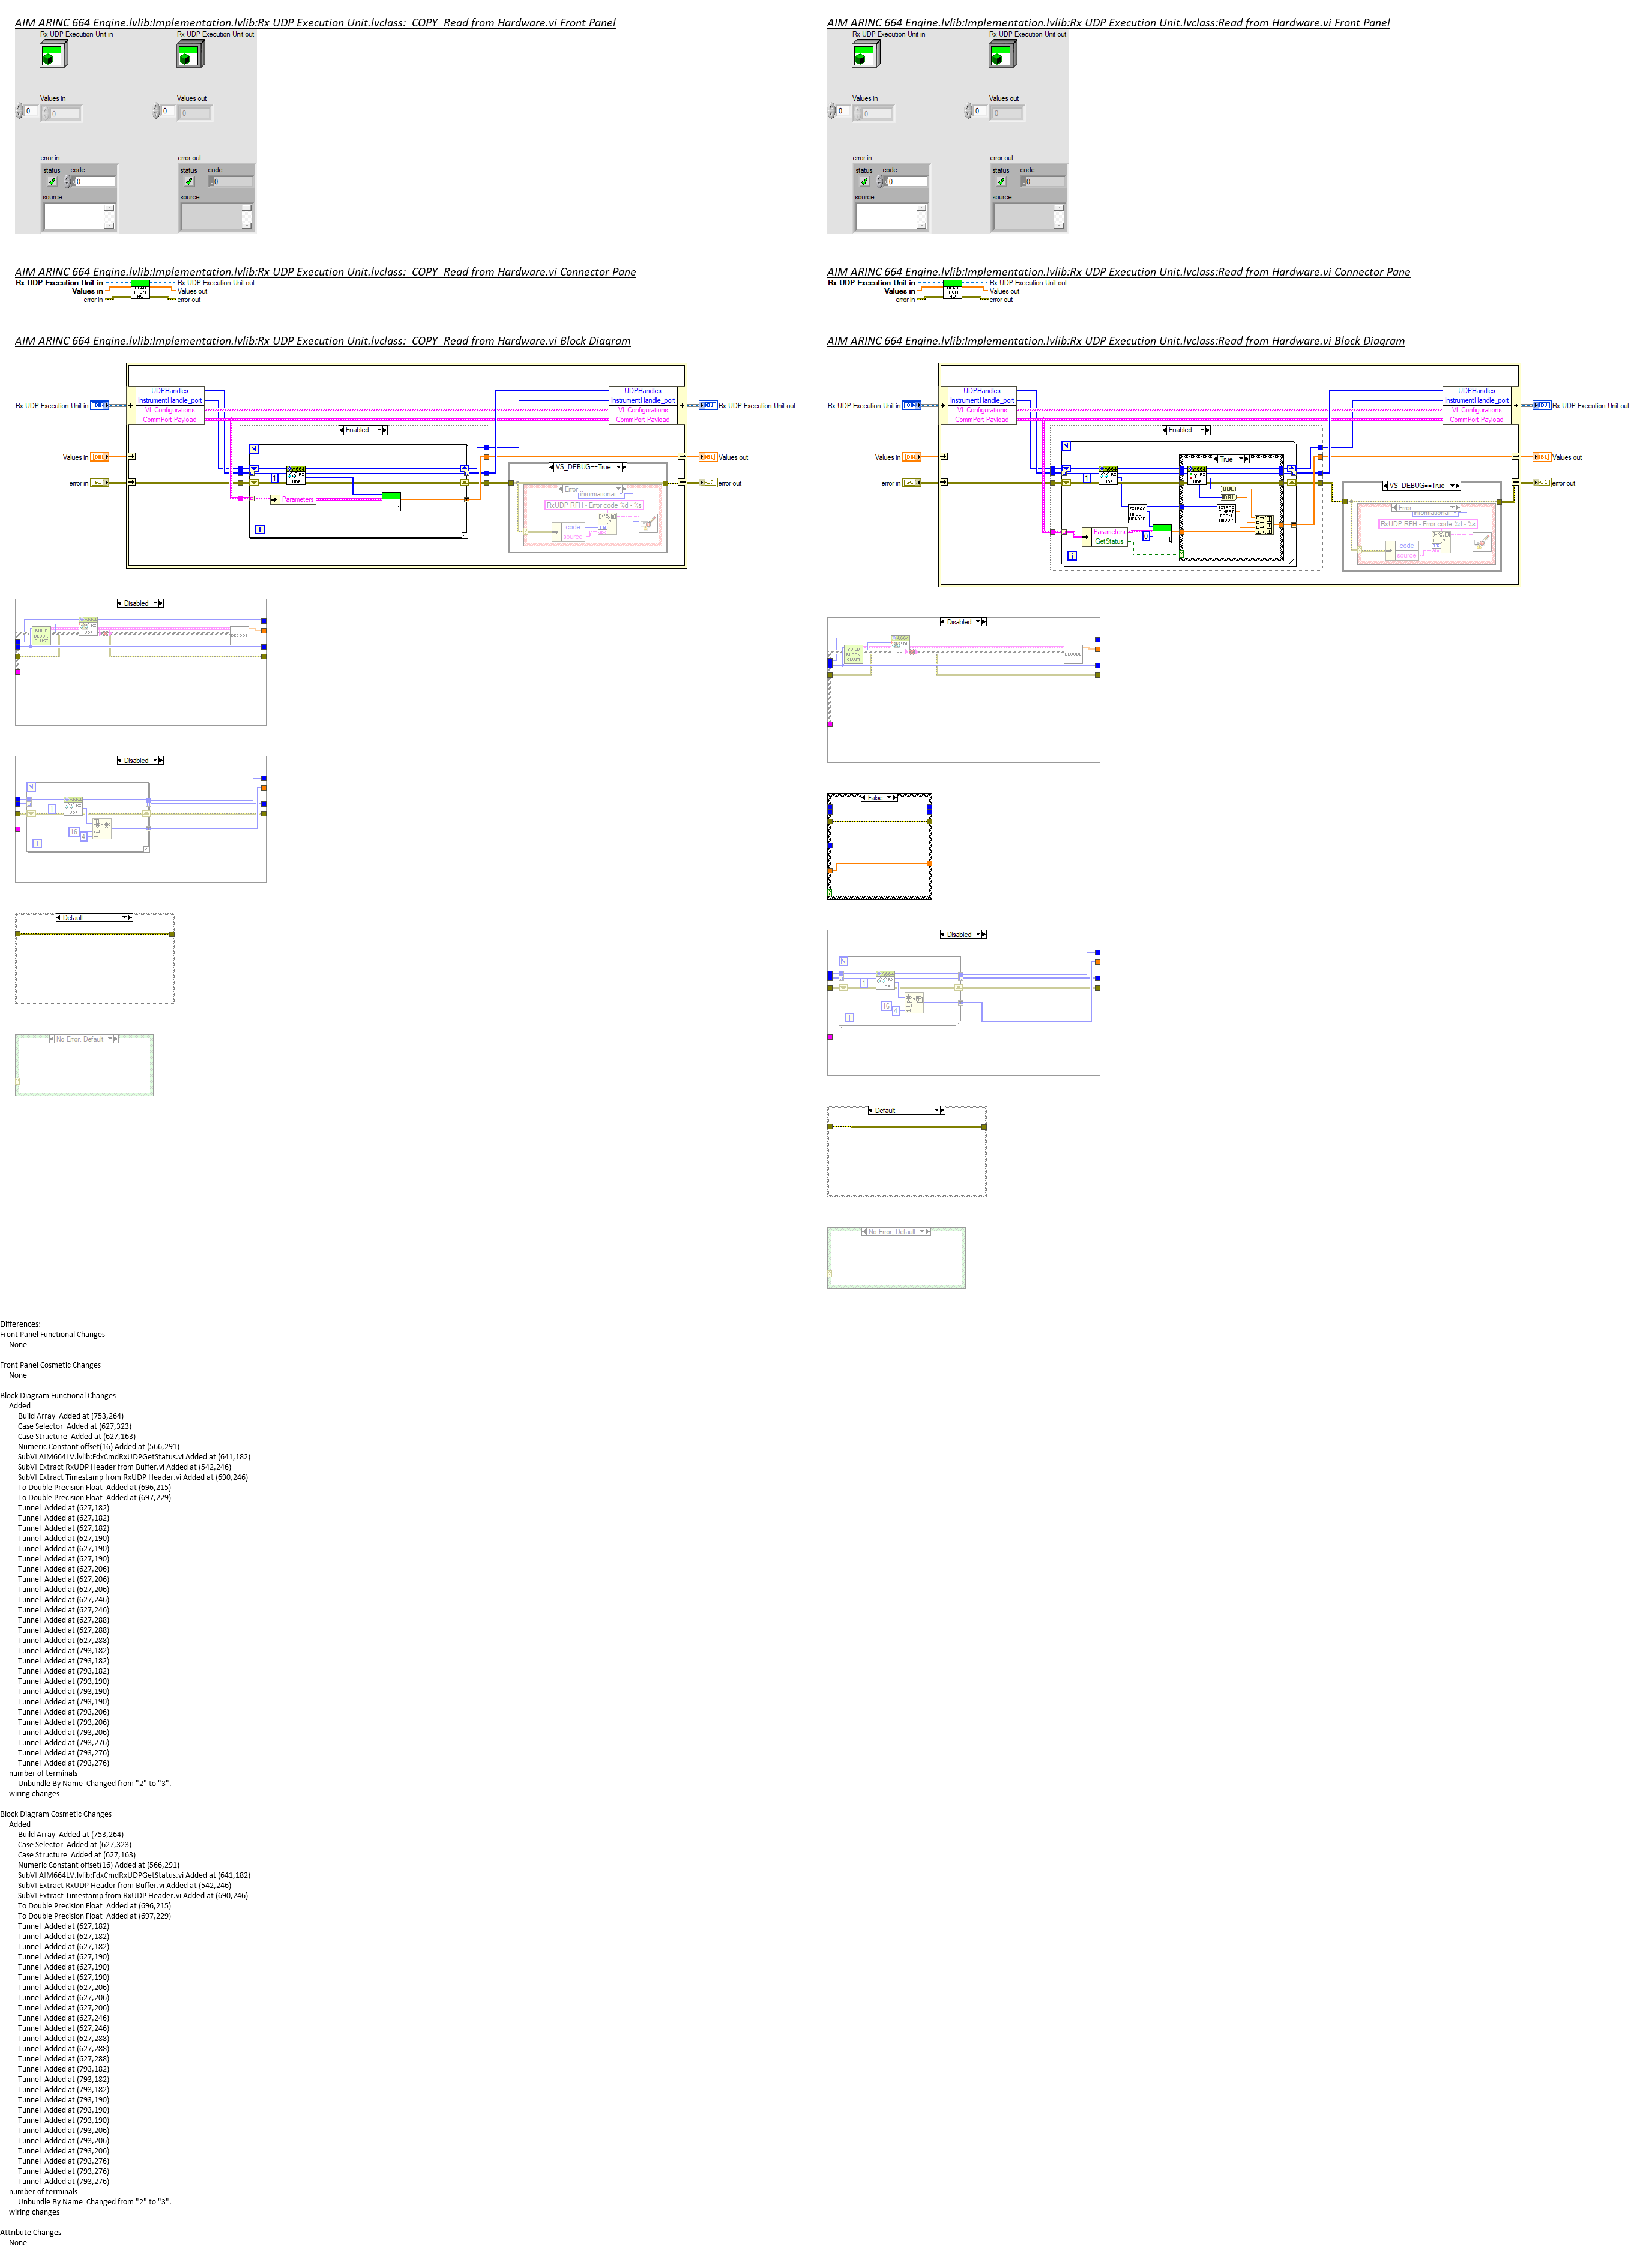 AIM ARINC 664 Engine.lvlib:Implementation.lvlib:Rx UDP Execution Unit.lvclass:_COPY_Read from Hardware.vi Front Panel
Rx UDP Execution Unit in
Rx UDP Execution Unit out
Values in
Values out
0
0
0
0
error in
error out
status
code
status
code
0
0
source
source
AIM ARINC 664 Engine.lvlib:Implementation.lvlib:Rx UDP Execution Unit.lvclass:_COPY_Read from Hardware.vi Connector Pane
Rx UDP Execution Unit in
Rx UDP Execution Unit out
Values in
Values out
error in
error out
AIM ARINC 664 Engine.lvlib:Implementation.lvlib:Rx UDP Execution Unit.lvclass:_COPY_Read from Hardware.vi Block Diagram
UDPHandles
UDPHandles
InstrumentHandle_port
InstrumentHandle_port
VL Configurations
VL Configurations
CommPort Payload
CommPort Payload
Rx UDP Execution Unit in
Rx UDP Execution Unit out
Enabled
Values in
Values out
VS_DEBUG==True
error in
error out
Parameters
Error
RxUDP RFH - Error code %d - %s
code
source
Disabled
BUILD
BLOCK
DECODE
Disabled
16
4
Default
No Error, Default
AIM ARINC 664 Engine.lvlib:Implementation.lvlib:Rx UDP Execution Unit.lvclass:Read from Hardware.vi Front Panel
Rx UDP Execution Unit in
Rx UDP Execution Unit out
Values in
Values out
0
0
0
0
error in
error out
status
code
status
code
0
0
source
source
AIM ARINC 664 Engine.lvlib:Implementation.lvlib:Rx UDP Execution Unit.lvclass:Read from Hardware.vi Connector Pane
Rx UDP Execution Unit in
Rx UDP Execution Unit out
Values in
Values out
error in
error out
AIM ARINC 664 Engine.lvlib:Implementation.lvlib:Rx UDP Execution Unit.lvclass:Read from Hardware.vi Block Diagram
UDPHandles
UDPHandles
InstrumentHandle_port
InstrumentHandle_port
VL Configurations
VL Configurations
CommPort Payload
CommPort Payload
Rx UDP Execution Unit in
Rx UDP Execution Unit out
Enabled
True
Values in
Values out
VS_DEBUG==True
error in
error out
EXTRAC
RXUDP
HEADER
EXTRAC
TIMEST
FROM
RXUDP
Parameters
GetStatus
Error
RxUDP RFH - Error code %d - %s
code
source
Disabled
BUILD
BLOCK
DECODE
False
Disabled
16
4
Default
No Error, Default
Differences:
Front Panel Functional Changes
None
Front Panel Cosmetic Changes
None
Block Diagram Functional Changes
Added
Build Array  Added at (753,264)
Case Selector  Added at (627,323)
Case Structure  Added at (627,163)
Numeric Constant offset(16) Added at (566,291)
SubVI AIM664LV.lvlib:FdxCmdRxUDPGetStatus.vi Added at (641,182)
SubVI Extract RxUDP Header from Buffer.vi Added at (542,246)
SubVI Extract Timestamp from RxUDP Header.vi Added at (690,246)
To Double Precision Float  Added at (696,215)
To Double Precision Float  Added at (697,229)
Tunnel  Added at (627,182)
Tunnel  Added at (627,182)
Tunnel  Added at (627,182)
Tunnel  Added at (627,190)
Tunnel  Added at (627,190)
Tunnel  Added at (627,190)
Tunnel  Added at (627,206)
Tunnel  Added at (627,206)
Tunnel  Added at (627,206)
Tunnel  Added at (627,246)
Tunnel  Added at (627,246)
Tunnel  Added at (627,288)
Tunnel  Added at (627,288)
Tunnel  Added at (627,288)
Tunnel  Added at (793,182)
Tunnel  Added at (793,182)
Tunnel  Added at (793,182)
Tunnel  Added at (793,190)
Tunnel  Added at (793,190)
Tunnel  Added at (793,190)
Tunnel  Added at (793,206)
Tunnel  Added at (793,206)
Tunnel  Added at (793,206)
Tunnel  Added at (793,276)
Tunnel  Added at (793,276)
Tunnel  Added at (793,276)
number of terminals
Unbundle By Name  Changed from "2" to "3".
wiring changes
Block Diagram Cosmetic Changes
Added
Build Array  Added at (753,264)
Case Selector  Added at (627,323)
Case Structure  Added at (627,163)
Numeric Constant offset(16) Added at (566,291)
SubVI AIM664LV.lvlib:FdxCmdRxUDPGetStatus.vi Added at (641,182)
SubVI Extract RxUDP Header from Buffer.vi Added at (542,246)
SubVI Extract Timestamp from RxUDP Header.vi Added at (690,246)
To Double Precision Float  Added at (696,215)
To Double Precision Float  Added at (697,229)
Tunnel  Added at (627,182)
Tunnel  Added at (627,182)
Tunnel  Added at (627,182)
Tunnel  Added at (627,190)
Tunnel  Added at (627,190)
Tunnel  Added at (627,190)
Tunnel  Added at (627,206)
Tunnel  Added at (627,206)
Tunnel  Added at (627,206)
Tunnel  Added at (627,246)
Tunnel  Added at (627,246)
Tunnel  Added at (627,288)
Tunnel  Added at (627,288)
Tunnel  Added at (627,288)
Tunnel  Added at (793,182)
Tunnel  Added at (793,182)
Tunnel  Added at (793,182)
Tunnel  Added at (793,190)
Tunnel  Added at (793,190)
Tunnel  Added at (793,190)
Tunnel  Added at (793,206)
Tunnel  Added at (793,206)
Tunnel  Added at (793,206)
Tunnel  Added at (793,276)
Tunnel  Added at (793,276)
Tunnel  Added at (793,276)
number of terminals
Unbundle By Name  Changed from "2" to "3".
wiring changes
Attribute Changes
None